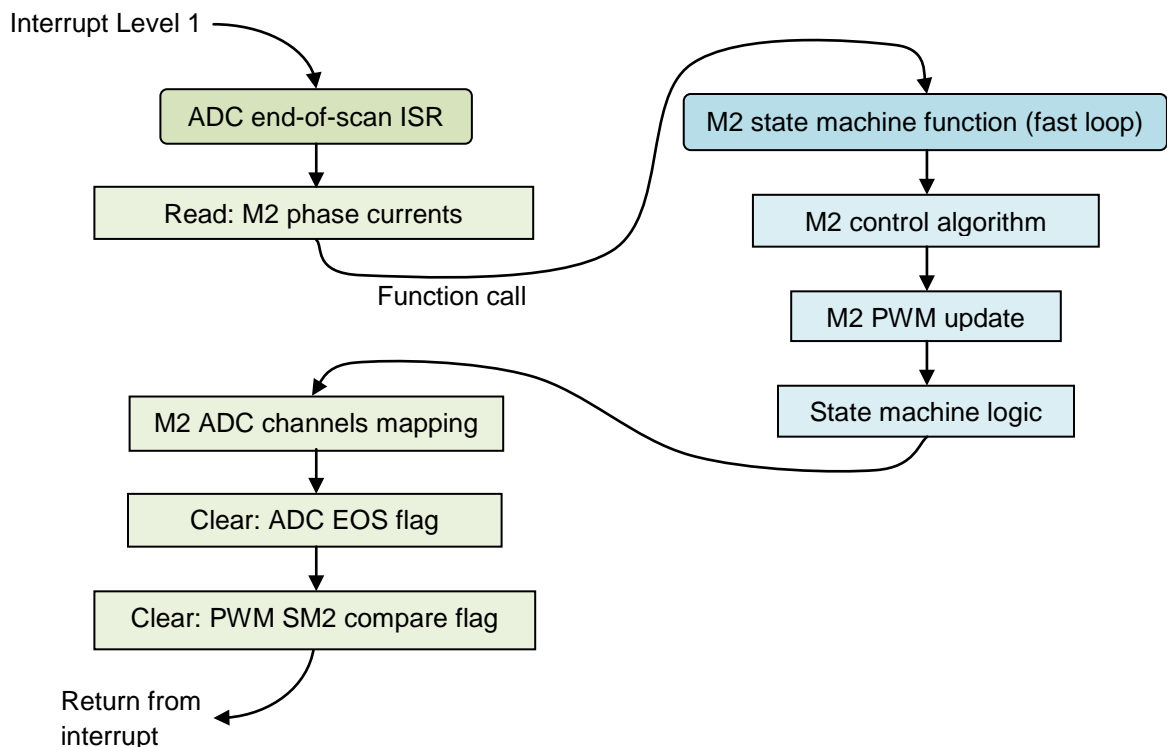 Interrupt Level 1
ADC end-of-scan ISR
Read: M2 phase currents
Function call
M2 state machine function (fast loop)
M2 control algorithm
M2 PWM update
State machine logic
M2 ADC channels mapping
Clear: ADC EOS flag
Clear: PWM SM2 compare flag
Return from
interrupt